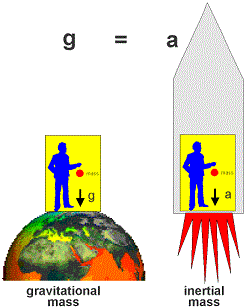 g = a
mass
g
mass
a
gravitational
mass
inertial
mass